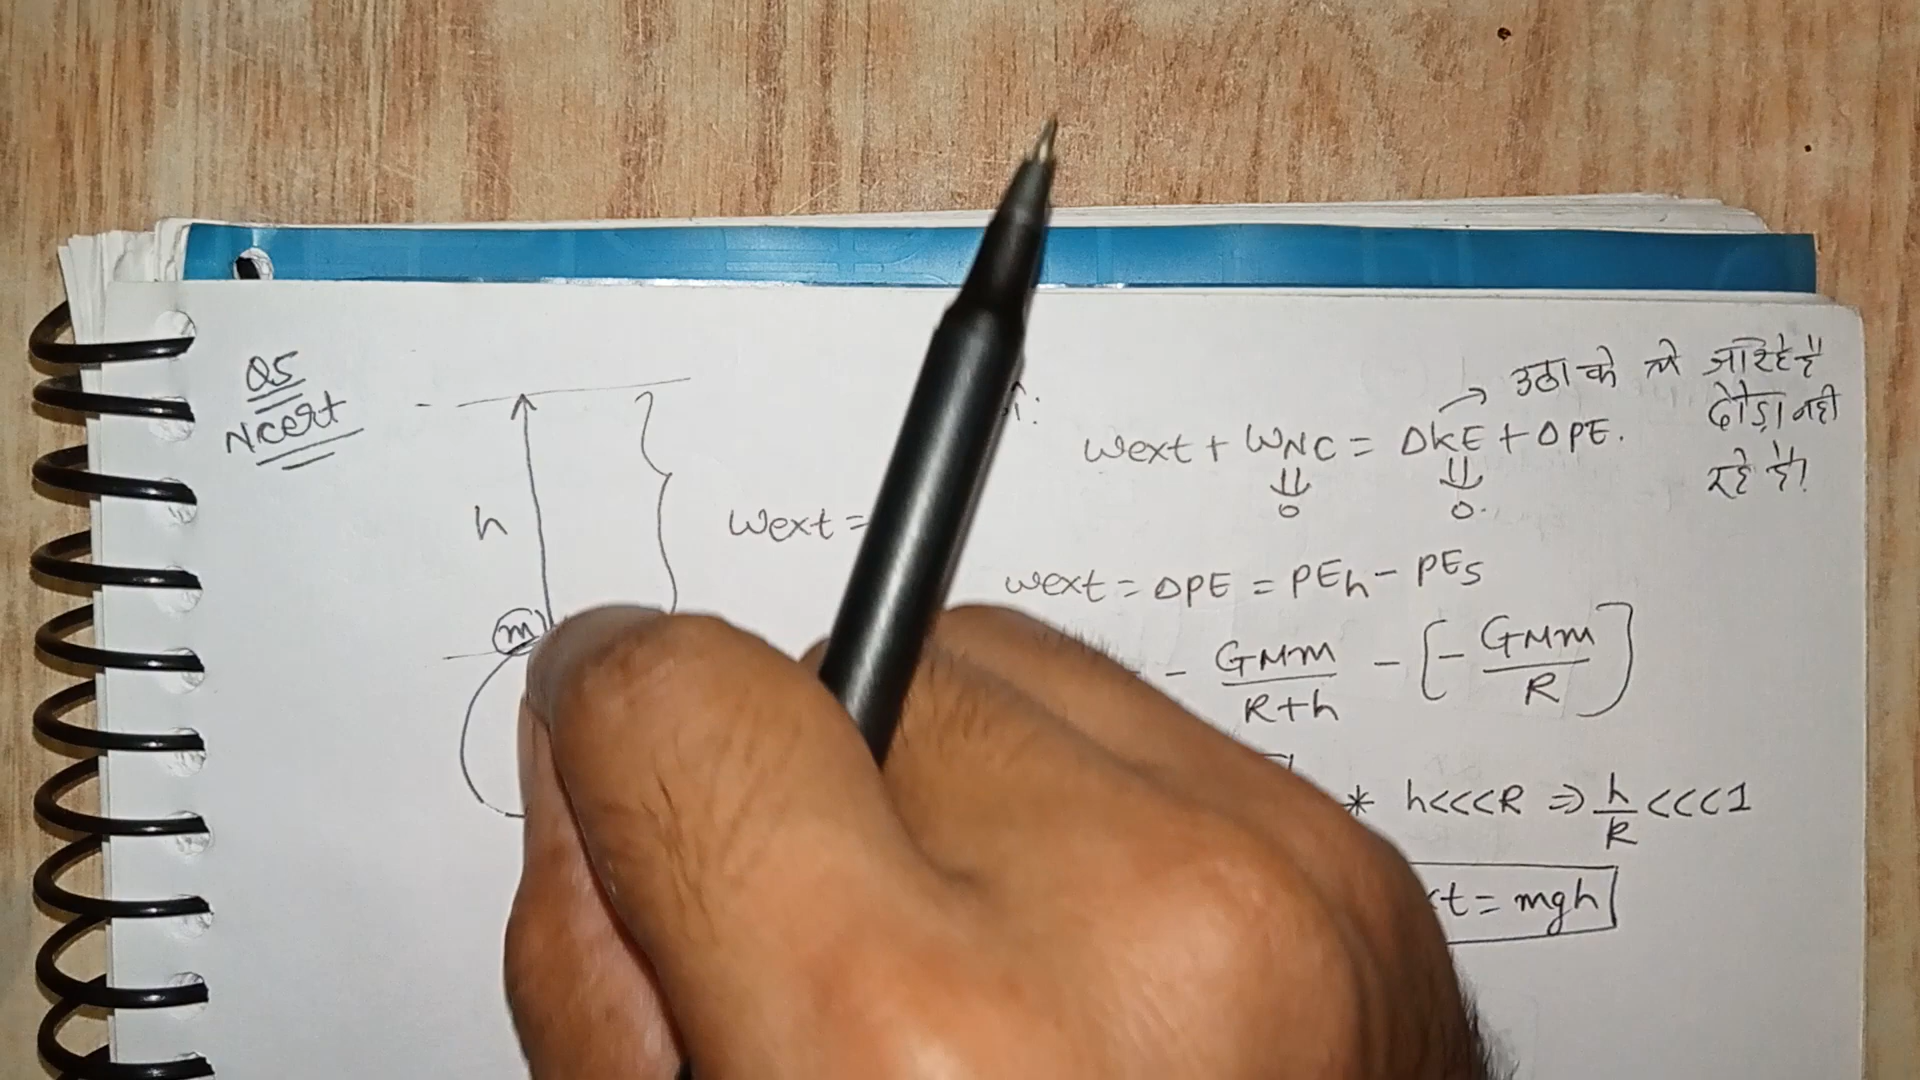 Q5
Ncert
h
m
Wext =
→ उठा के ले जा रहे हैं
दौड़ा नहीं
रहे हैं।
Wext + WNC = ΔKE + ΔPE.
⇓ ⇓
0 0.
Wext = ΔPE = PEh - PEs
- GMm/R+h - [- GMm/R]
* h<<<R ⇒ h/R <<<1
t = mgh